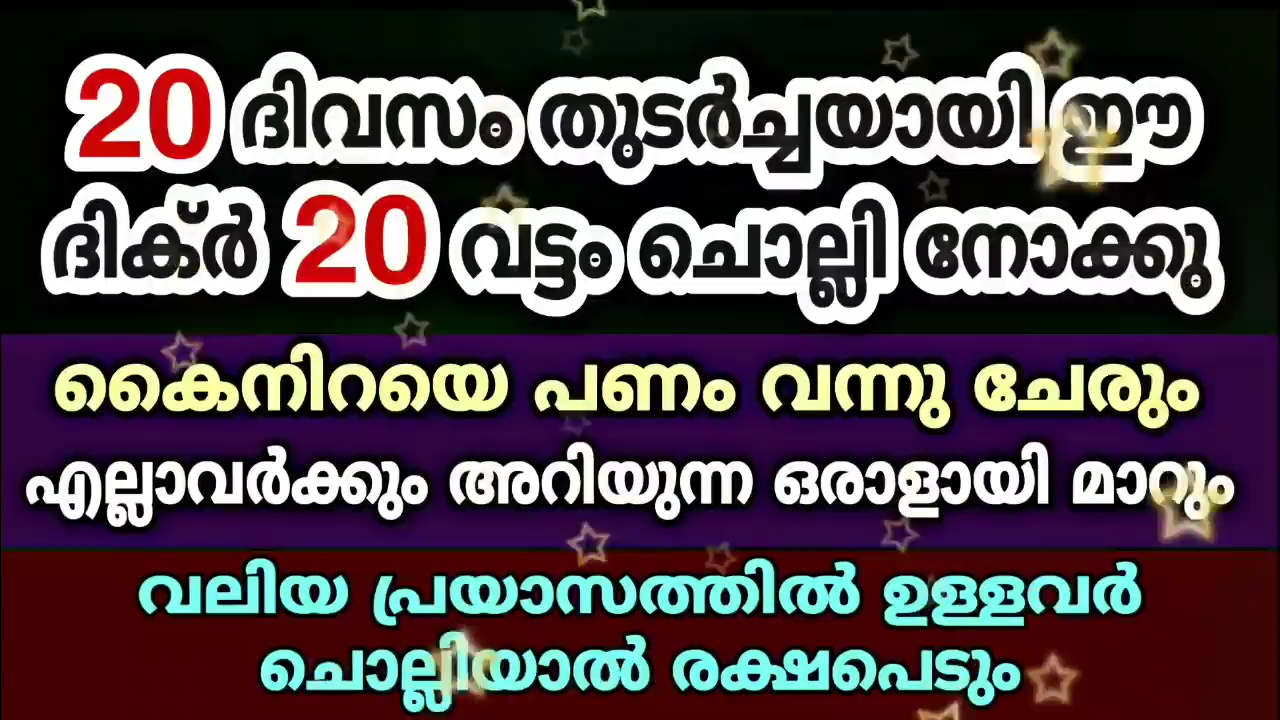 20 ദിവസം തുടർച്ചയായി ഈ
ദിക്ർ 20 വട്ടം ചൊല്ലി നോക്കു
കൈനിറയെ പണം വന്നു ചേരും
എല്ലാവർക്കും അറിയുന്ന ഒരാളായി മാറും
വലിയ പ്രയാസത്തിൽ ഉള്ളവർ
ചൊല്ലിയാൽ രക്ഷപെടും